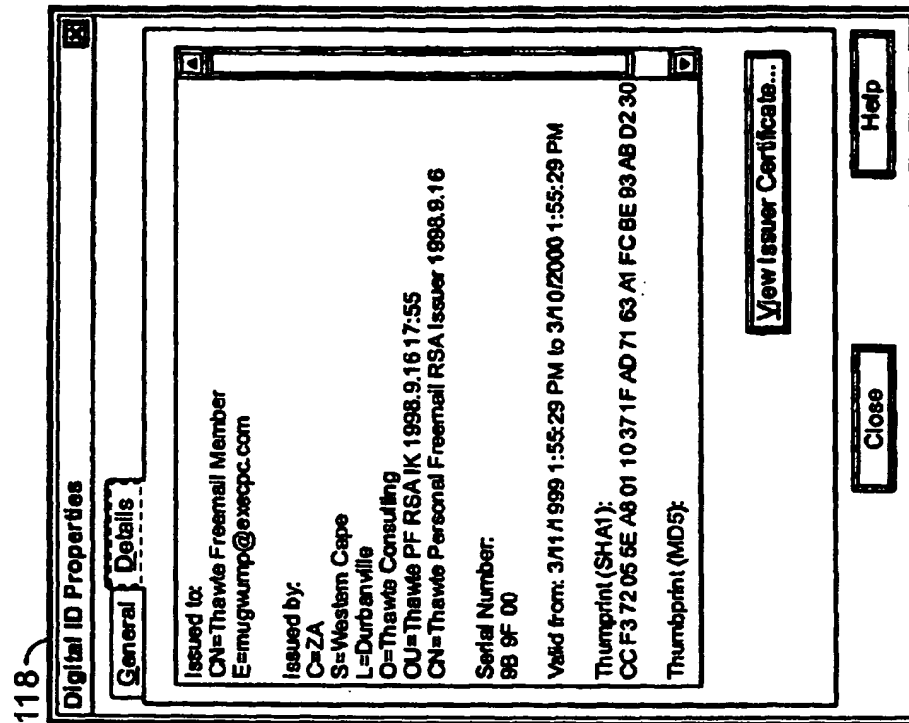 118
Digital ID Properties
General Details
Issued to:
CN=Thawte Freemail Member
E=mugwump@execpc.com
Issued by:
C=ZA
S=Western Cape
L=Durbanville
O=Thawte Consulting
OU=Thawte PF RSA IK 1998.9.16 17:55
CN=Thawte Personal Freemail RSA Issuer 1998.9.16
Serial Number:
9B 9F 00
Valid from: 3/11/1999 1:55:29 PM to 3/10/2000 1:55:29 PM
Thumprint (SHA1):
CC F3 72 05 5E A8 01 10 37 1F AD 71 63 A1 FC BE 93 AB D2 30
Thumbprint (MD5):
View Issuer Certificate...
Close Help